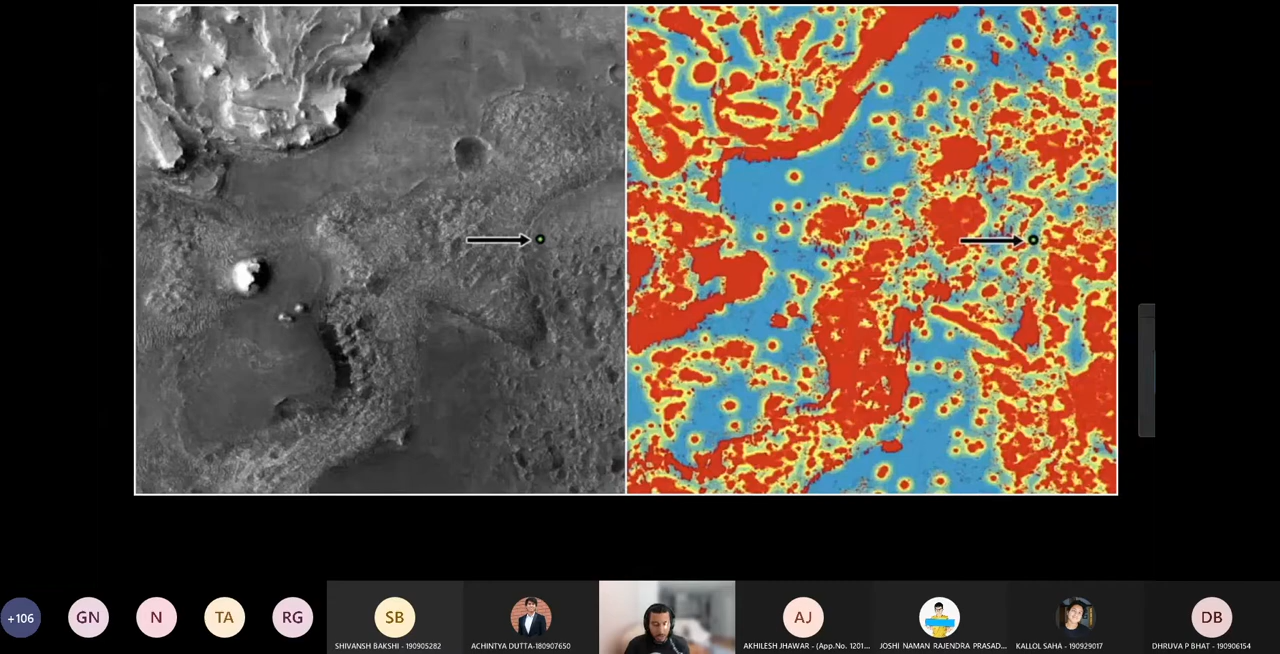 +106
GN
N
TA
RG
SB
SHIVANSH BAKSHI - 190905282
ACHINTYA DUTTA-180907650
AJ
AKHILESH JHAWAR - (App.No. 1201...
JOSHI NAMAN RAJENDRA PRASAD...
KALLOL SAHA - 190929017
DB
DHRUVA P BHAT - 190906154